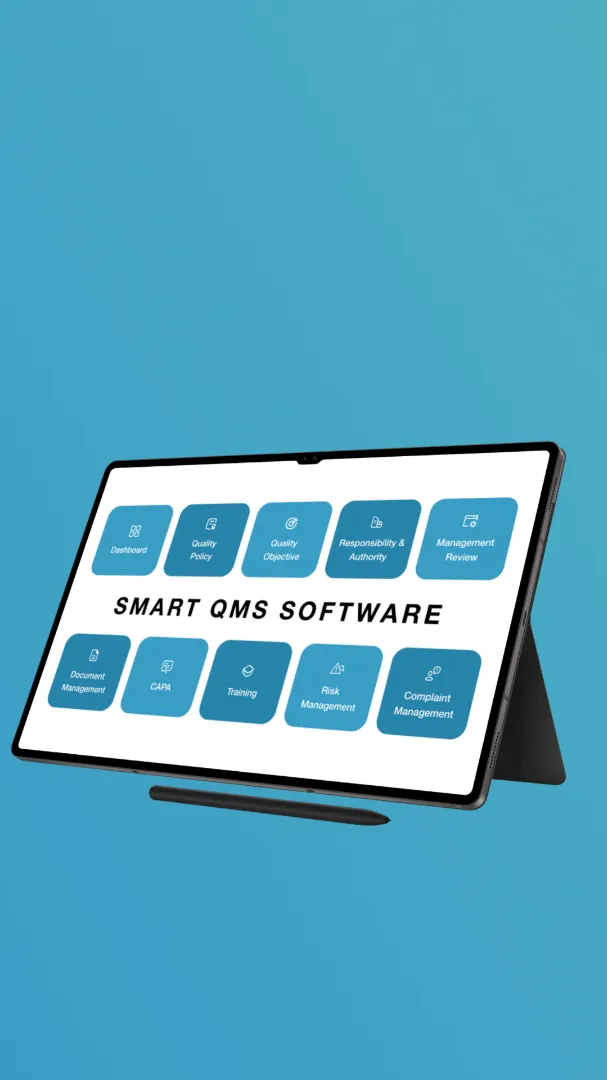 Dashboard
Quality
Policy
Quality
Objective
Responsibility &
Authority
Management
Review
SMART QMS SOFTWARE
Document
Management
CAPA
Training
Risk
Management
Complaint
Management